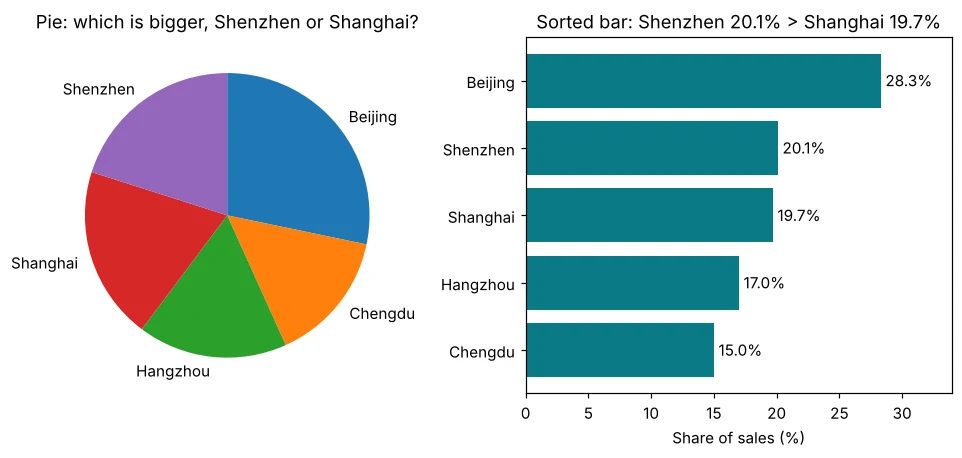 Pie: which is bigger, Shenzhen or Shanghai?
Shenzhen
Beijing
Shanghai
Chengdu
Hangzhou
Sorted bar: Shenzhen 20.1% > Shanghai 19.7%
Beijing 28.3%
Shenzhen 20.1%
Shanghai 19.7%
Hangzhou 17.0%
Chengdu 15.0%
0 5 10 15 20 25 30
Share of sales (%)